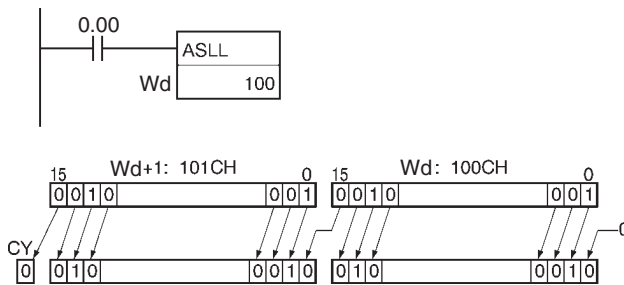 0.00
ASLL
Wd 100
Wd+1: 101CH Wd: 100CH
15 0 15 0
0 0 1 0 0 0 1 0 0 1 0 0 0 1
0
CY
0 0 1 0 0 0 1 0 0 1 0 0 0 1 0